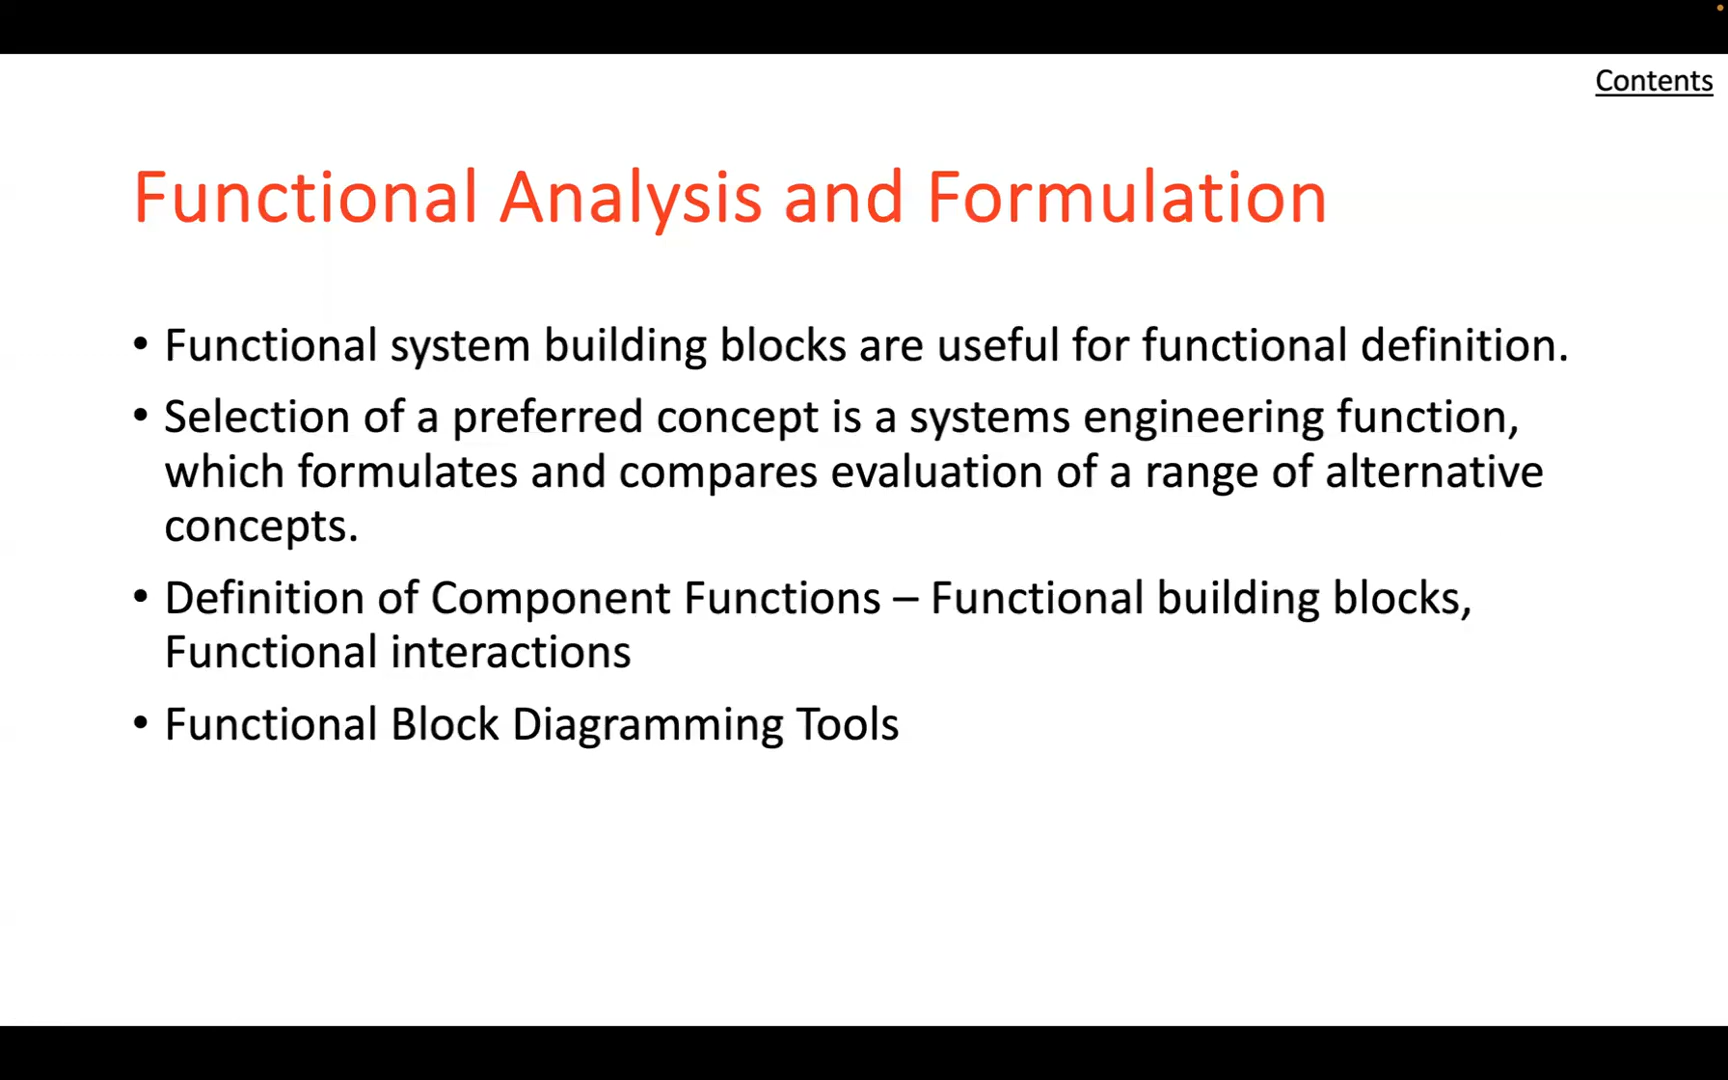 Contents
Functional Analysis and Formulation
• Functional system building blocks are useful for functional definition.
• Selection of a preferred concept is a systems engineering function,
which formulates and compares evaluation of a range of alternative
concepts.
• Definition of Component Functions – Functional building blocks,
Functional interactions
• Functional Block Diagramming Tools